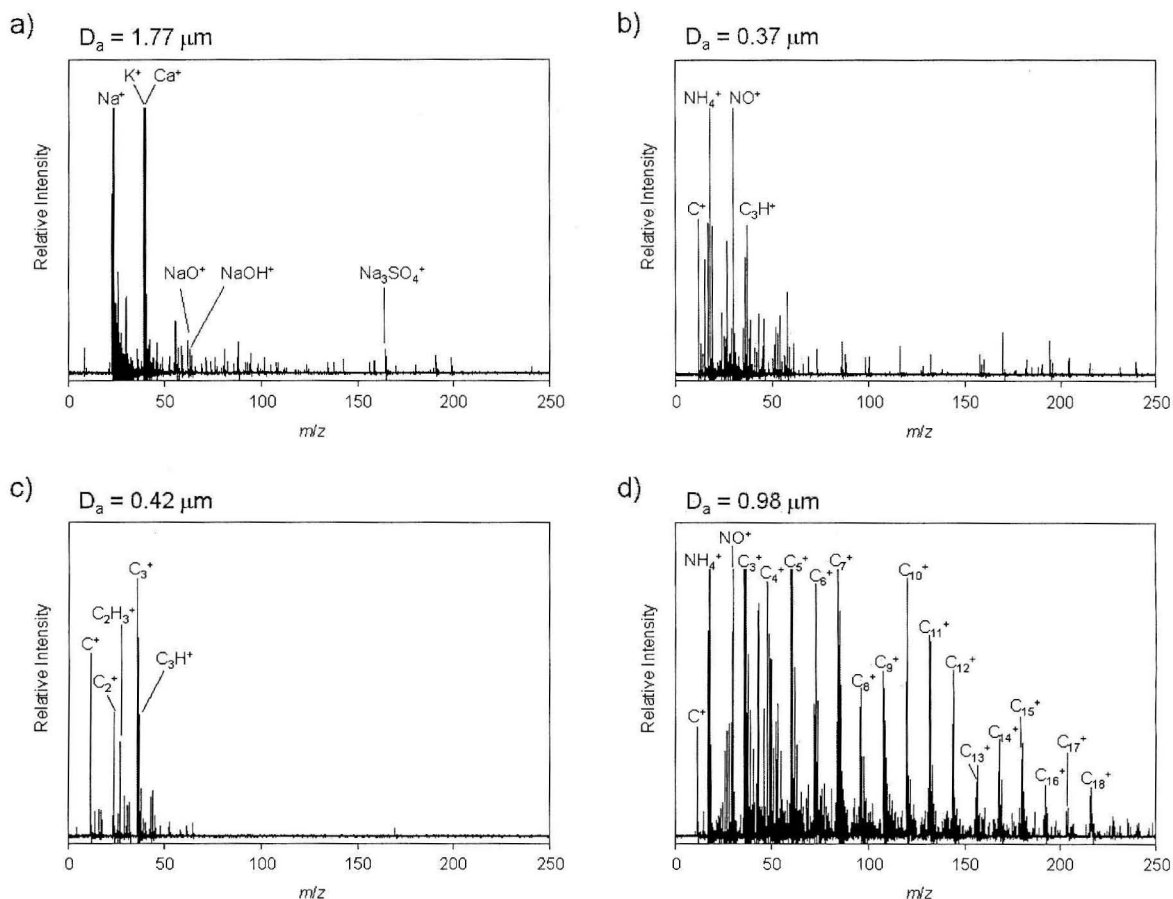 a)
Dₐ = 1.77 μm
K⁺ Ca⁺
Na⁺
NaO⁺ NaOH⁺ Na₃SO₄⁺
Relative Intensity
0 50 100 150 200 250
m/z
b)
Dₐ = 0.37 μm
NH₄⁺ NO⁺
C⁺ C₃H⁺
Relative Intensity
0 50 100 150 200 250
m/z
c)
Dₐ = 0.42 μm
C₃⁺
C₂H₃⁺
C⁺ C₃H⁺
C₂⁺
Relative Intensity
0 50 100 150 200 250
m/z
d)
Dₐ = 0.98 μm
NO⁺
NH₄⁺ C₃⁺ C₄⁺ C₅⁺ C₆⁺ C₇⁺ C₁₀⁺
C₁₁⁺
C₈⁺ C₉⁺ C₁₂⁺
C⁺ C₁₃⁺ C₁₄⁺ C₁₅⁺ C₁₆⁺ C₁₇⁺ C₁₈⁺
Relative Intensity
0 50 100 150 200 250
m/z